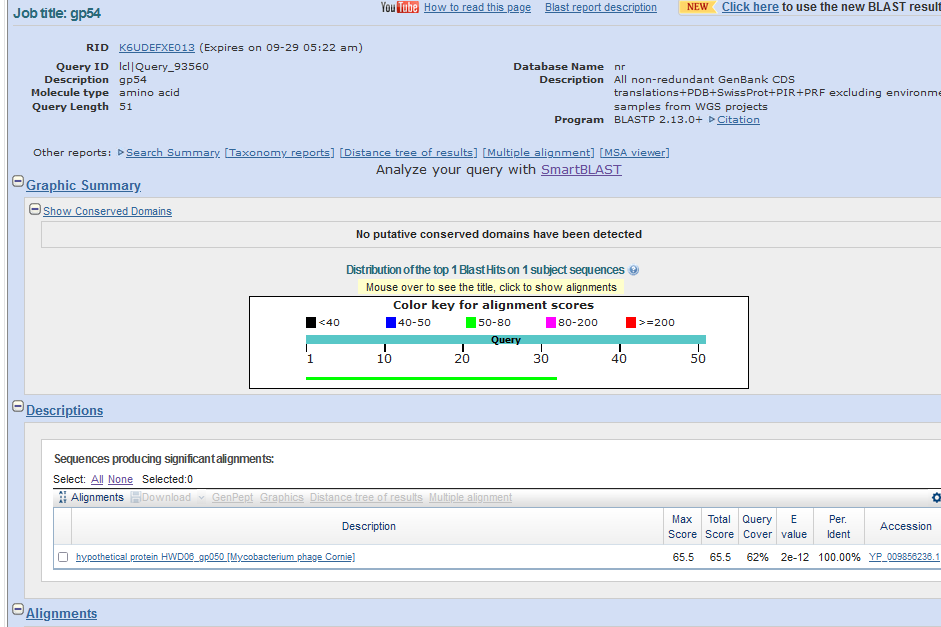 Job title: gp54
YouTube How to read this page Blast report description NEW Click here to use the new BLAST result
RID K6UDEFXE013 (Expires on 09-29 05:22 am)
Query ID lcl|Query_93560
Description gp54
Molecule type amino acid
Query Length 51
Database Name nr
Description All non-redundant GenBank CDS
translations+PDB+SwissProt+PIR+PRF excluding environme
samples from WGS projects
Program BLASTP 2.13.0+ Citation
Other reports: Search Summary [Taxonomy reports] [Distance tree of results] [Multiple alignment] [MSA viewer]
Analyze your query with SmartBLAST
Graphic Summary
Show Conserved Domains
No putative conserved domains have been detected
Distribution of the top 1 Blast Hits on 1 subject sequences ?
Mouse over to see the title, click to show alignments
Color key for alignment scores
<40 40-50 50-80 80-200 >=200
Query
1 10 20 30 40 50
Descriptions
Sequences producing significant alignments:
Select: All None Selected:0
Alignments Download GenPept Graphics Distance tree of results Multiple alignment
Description Max Score Total Score Query Cover E value Per. Ident Accession
hypothetical protein HWD06_gp050 [Mycobacterium phage Cornie] 65.5 65.5 62% 2e-12 100.00% YP_009856236.1
Alignments